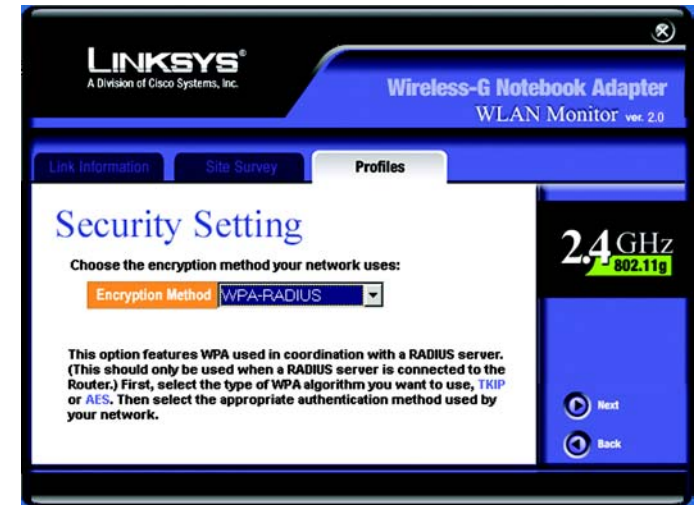 LINKSYS®
A Division of Cisco Systems, Inc.
Wireless-G Notebook Adapter
WLAN Monitor ver. 2.0
Link Information
Site Survey
Profiles
Security Setting
Choose the encryption method your network uses:
Encryption Method WPA-RADIUS
2.4 GHz
802.11g
This option features WPA used in coordination with a RADIUS server.
(This should only be used when a RADIUS server is connected to the
Router.) First, select the type of WPA algorithm you want to use, TKIP
or AES. Then select the appropriate authentication method used by
your network.
Next
Back